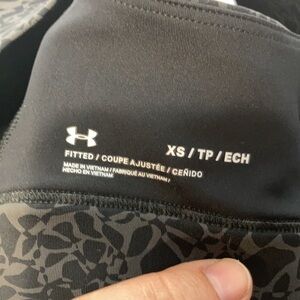 XS / TP / ECH
FITTED / COUPE AJUSTÉE / CEÑIDO
MADE IN VIETNAM / FABRIQUÉ AU VIETNAM /
HECHO EN VIETNAM